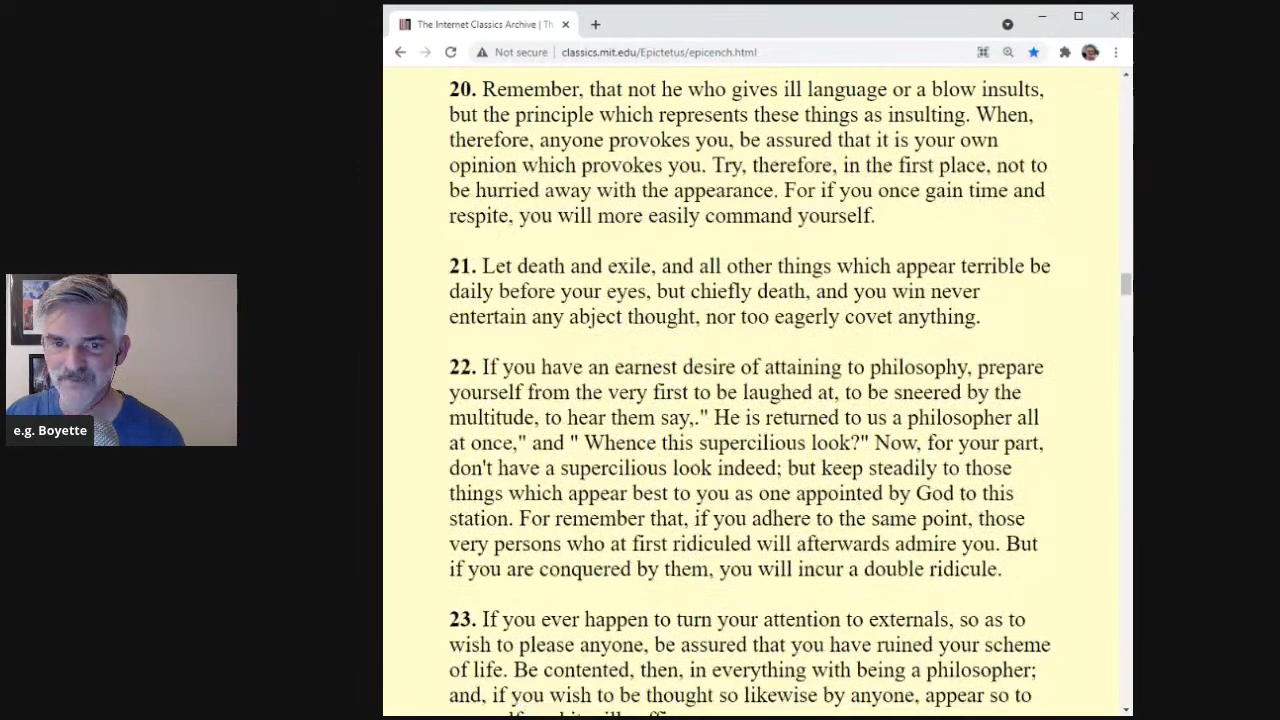 The Internet Classics Archive | Th
Not secure
classics.mit.edu/Epictetus/epicench.html
20. Remember, that not he who gives ill language or a blow insults,
but the principle which represents these things as insulting. When,
therefore, anyone provokes you, be assured that it is your own
opinion which provokes you. Try, therefore, in the first place, not to
be hurried away with the appearance. For if you once gain time and
respite, you will more easily command yourself.
21. Let death and exile, and all other things which appear terrible be
daily before your eyes, but chiefly death, and you win never
entertain any abject thought, nor too eagerly covet anything.
22. If you have an earnest desire of attaining to philosophy, prepare
yourself from the very first to be laughed at, to be sneered by the
multitude, to hear them say,." He is returned to us a philosopher all
at once," and " Whence this supercilious look?" Now, for your part,
don't have a supercilious look indeed; but keep steadily to those
things which appear best to you as one appointed by God to this
station. For remember that, if you adhere to the same point, those
very persons who at first ridiculed will afterwards admire you. But
if you are conquered by them, you will incur a double ridicule.
23. If you ever happen to turn your attention to externals, so as to
wish to please anyone, be assured that you have ruined your scheme
of life. Be contented, then, in everything with being a philosopher;
and, if you wish to be thought so likewise by anyone, appear so to
e.g. Boyette